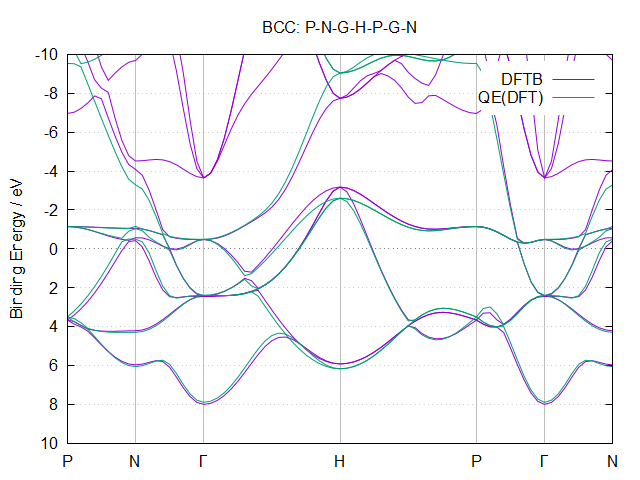 BCC: P-N-G-H-P-G-N
Binding Energy / eV
-10
-8
-6
-4
-2
0
2
4
6
8
10
DFTB
QE(DFT)
P N Γ H P Γ N